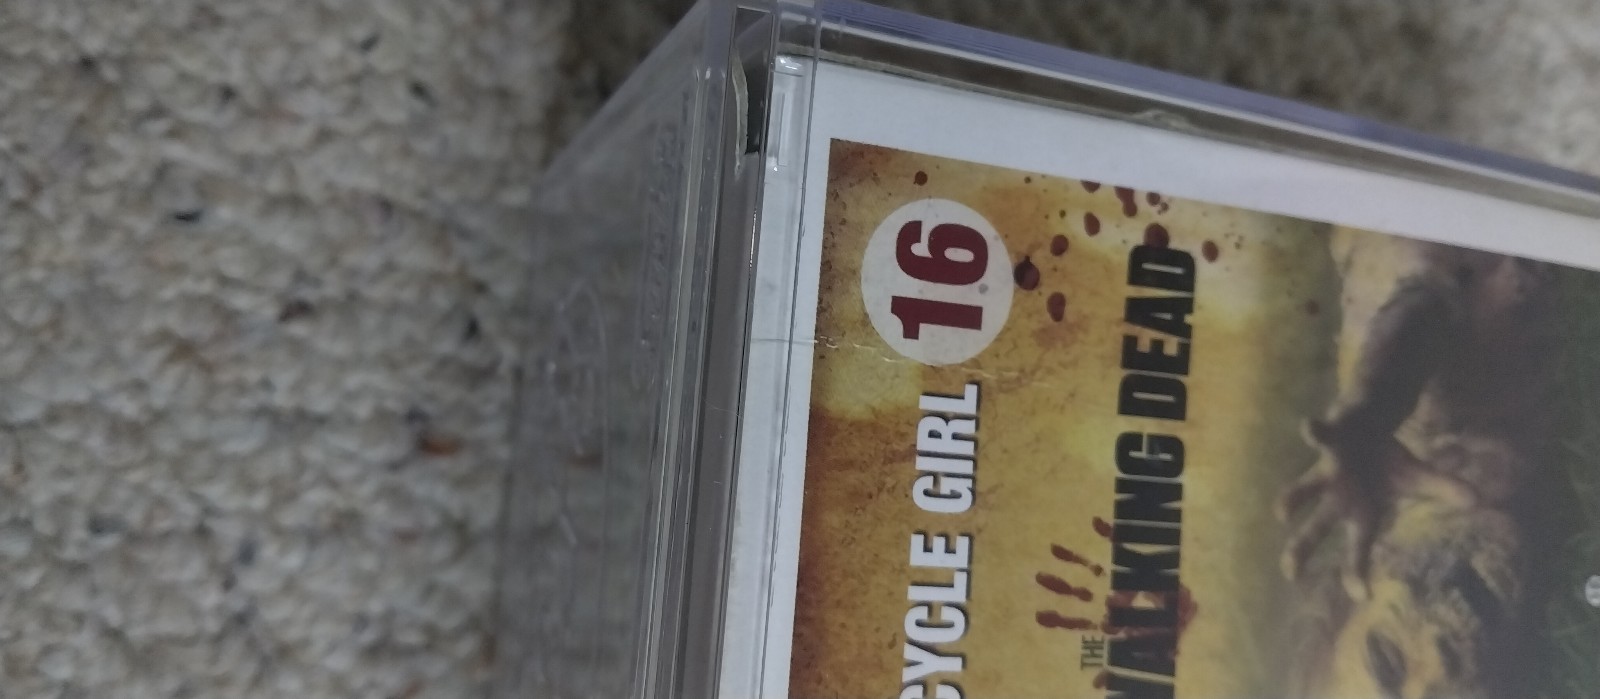 CYCLE GIRL 16
THE
WALKING DEAD